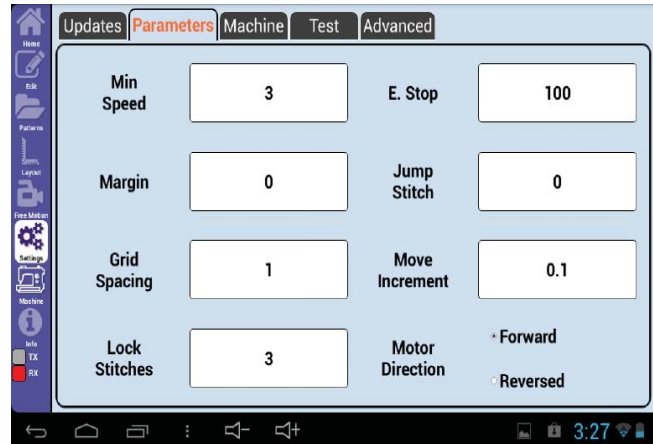 Updates Parameters Machine Test Advanced
Home
Edit
Patterns
Layout
Free Motion
Settings
Machine
Info
TX
RX
Min
Speed
3
E. Stop
100
Margin
0
Jump
Stitch
0
Grid
Spacing
1
Move
Increment
0.1
Lock
Stitches
3
Motor
Direction
Forward
Reversed
3:27